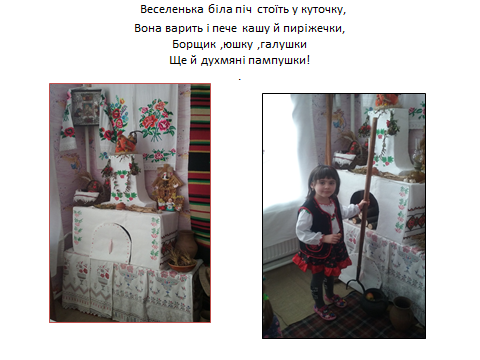 Веселенька біла піч стоїть у куточку,
Вона варить і пече кашу й пиріжечки,
Борщик ,юшку ,галушки
Ще й духмяні пампушки!
.